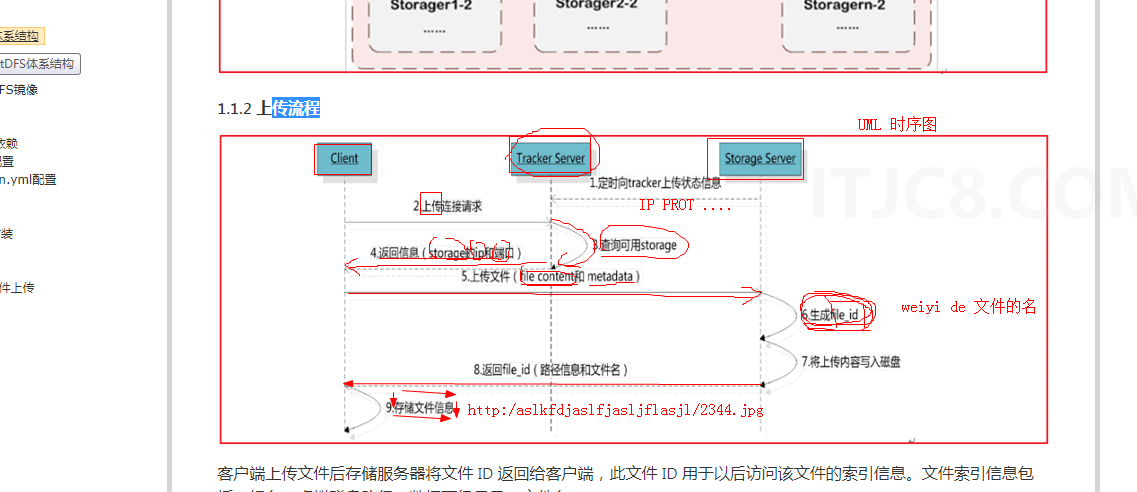 Storager1-2
Storager2-2
Storagern-2
……
……
……
体系结构
tDFS体系结构
FS镜像
依赖
配置
n.yml配置
件上传
1.1.2 上传流程
UML 时序图
Client
Tracker Server
Storage Server
1.定时向tracker上传状态信息
IP PROT ....
2.上传连接请求
3.查询可用storage
4.返回信息（storage的ip和端口）
5.上传文件（file content和 metadata）
6.生成file_id
weiyi de 文件的名
7.将上传内容写入磁盘
8.返回file_id（路径信息和文件名）
9.存储文件信息
http:/aslkfdjaslfjasljflasjl/2344.jpg
ITJC8.COM
客户端上传文件后存储服务器将文件 ID 返回给客户端，此文件 ID 用于以后访问该文件的索引信息。文件索引信息包